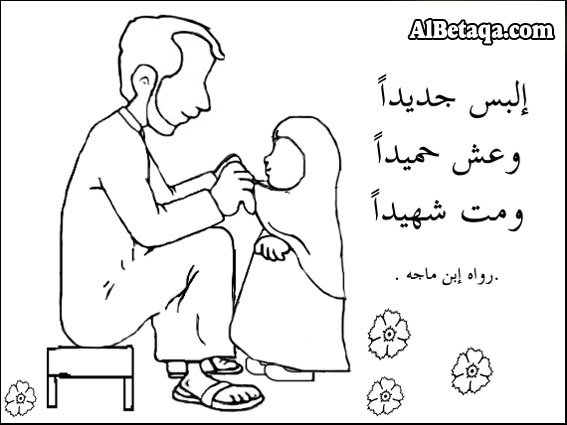 AlBetaqa.com
إلبس جديداً
وعش حميداً
ومت شهيداً
.رواه إبن ماجه .